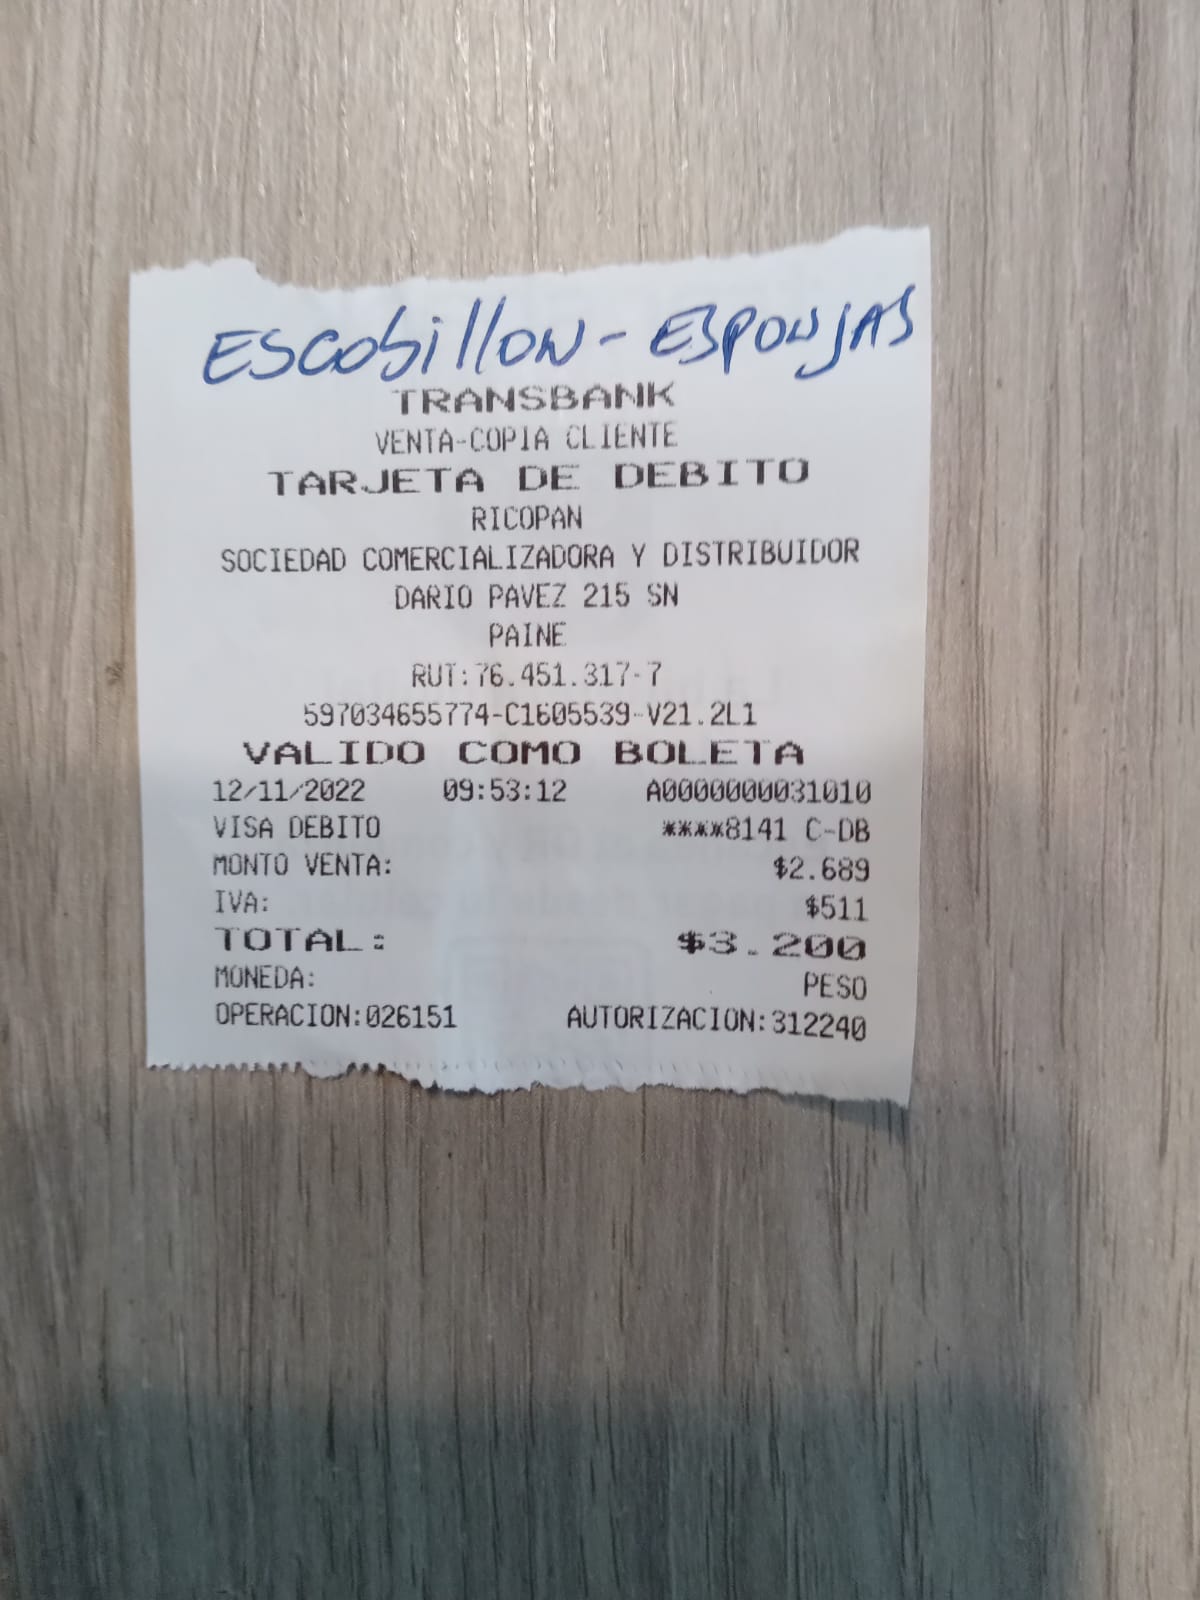 ESCOBILLON - ESPONJAS
TRANSBANK
VENTA-COPIA CLIENTE
TARJETA DE DEBITO
RICOPAN
SOCIEDAD COMERCIALIZADORA Y DISTRIBUIDOR
DARIO PAVEZ 215 SN
PAINE
RUT:76.451.317-7
597034655774-C1605539-V21.2L1
VALIDO COMO BOLETA
12/11/2022 09:53:12 A0000000031010
VISA DEBITO ****8141 C-DB
MONTO VENTA: $2.689
IVA: $511
TOTAL: $3.200
MONEDA: PESO
OPERACION:026151 AUTORIZACION:312240